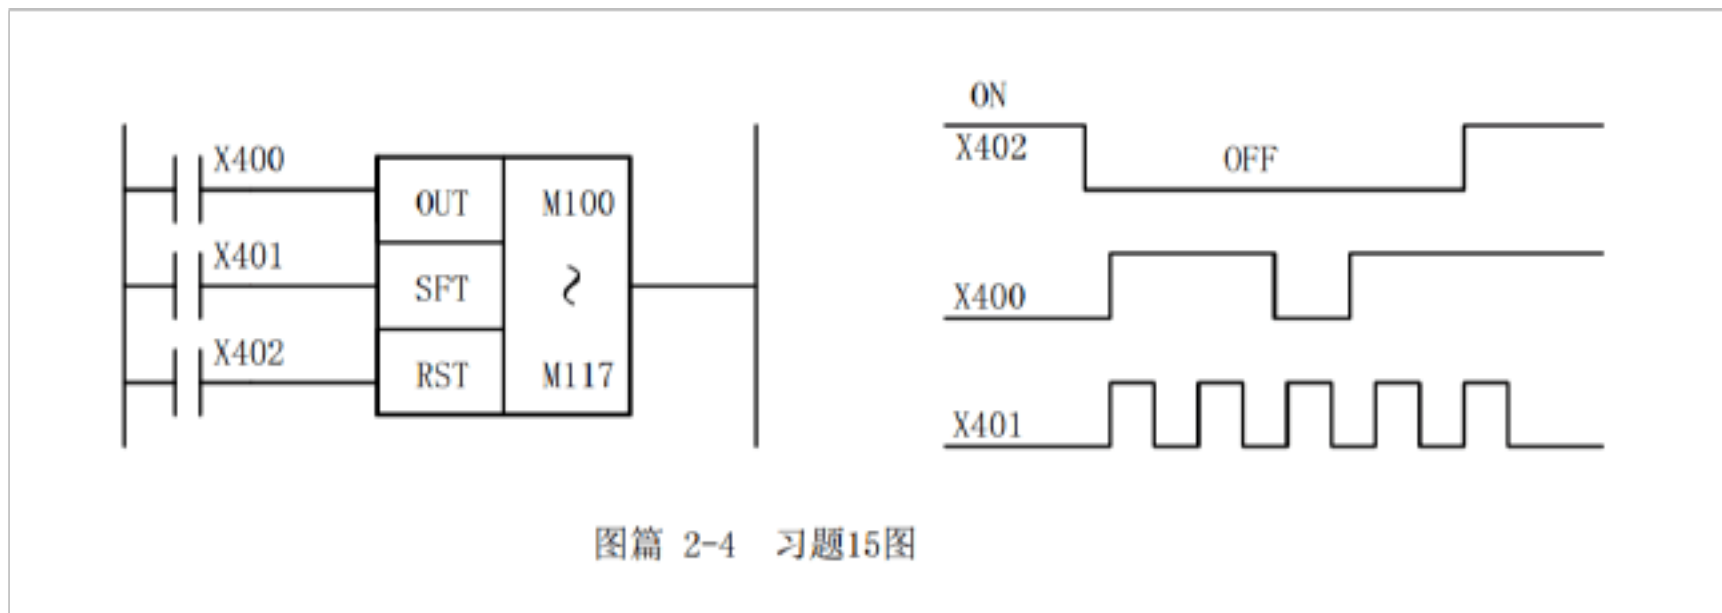 X400
OUT
M100
X401
SFT
~
X402
RST
M117
ON
X402
OFF
X400
X401
图篇 2-4 习题15图